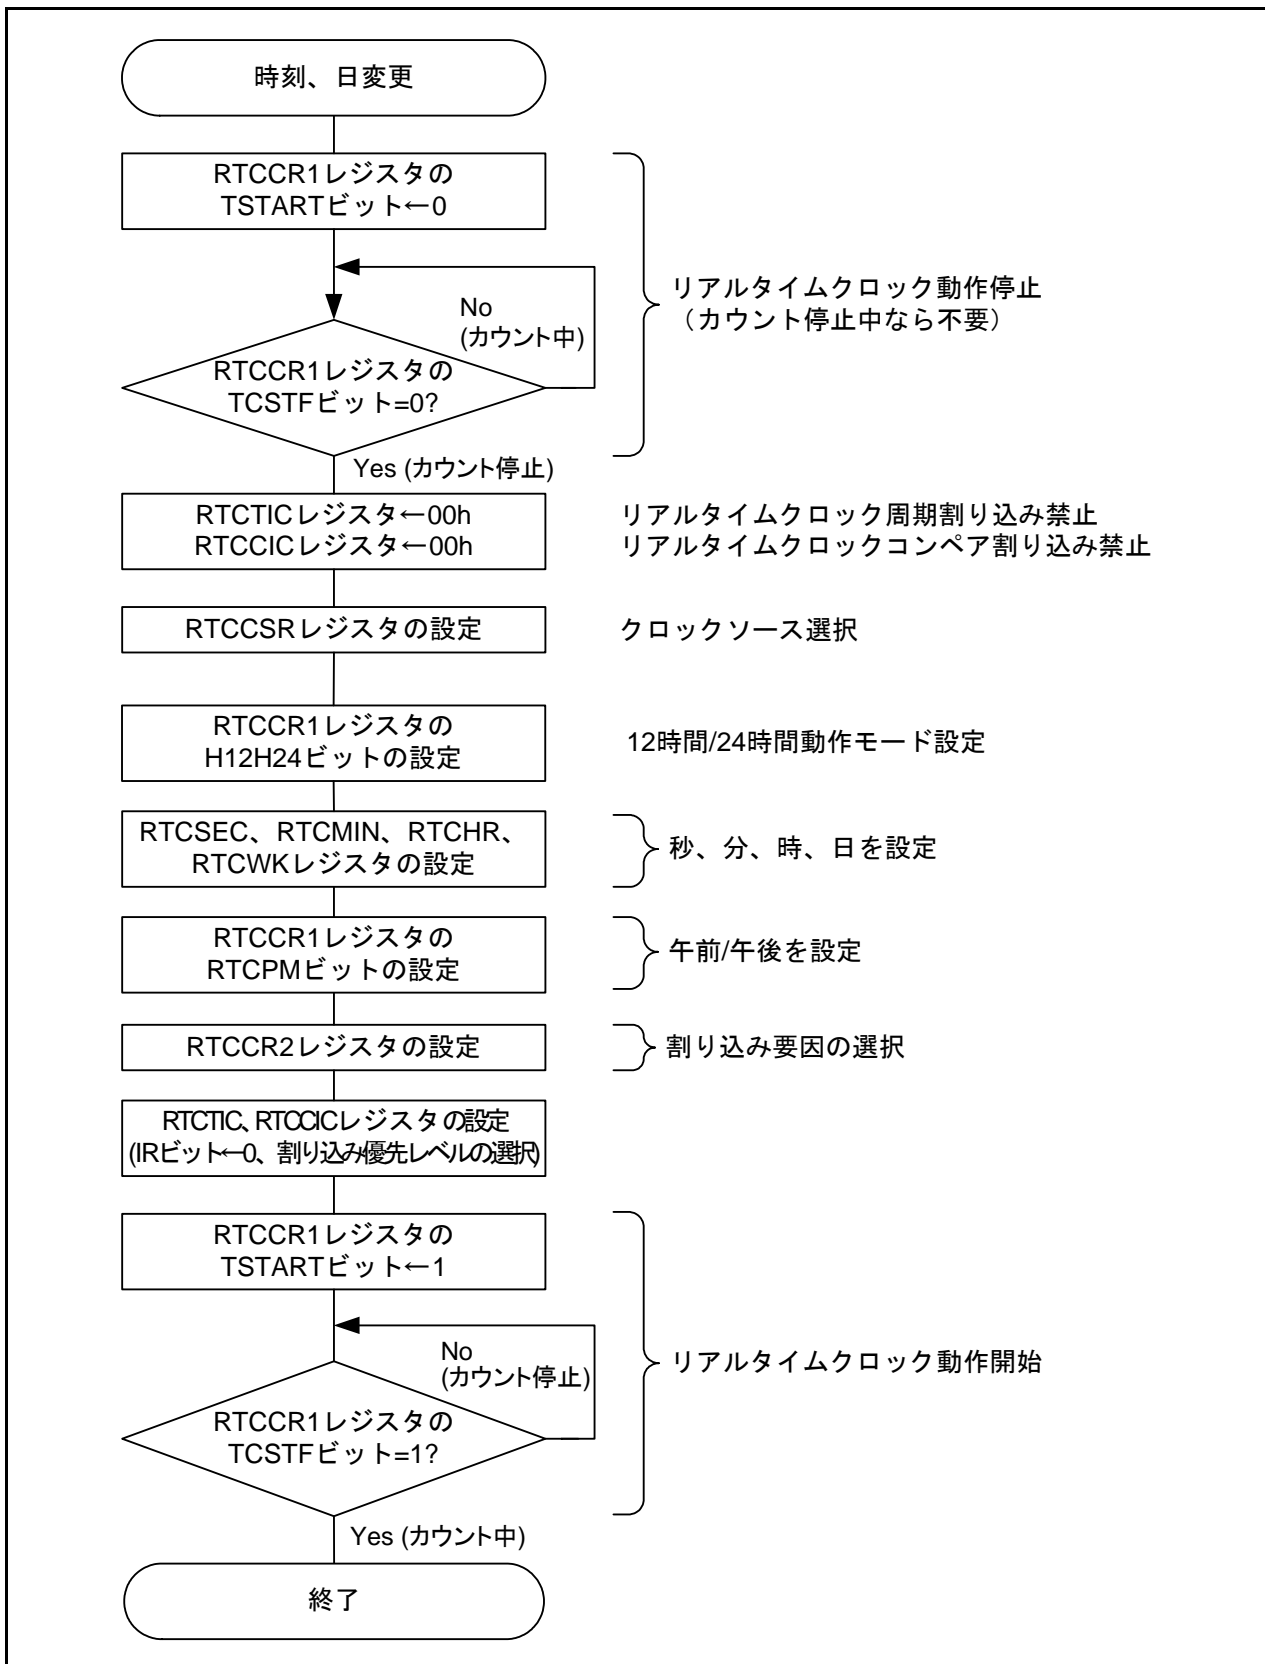 時刻、日変更
RTCCR1レジスタの
TSTARTビット←0
No
(カウント中)
リアルタイムクロック動作停止
（カウント停止中なら不要）
RTCCR1レジスタの
TCSTFビット=0?
Yes (カウント停止)
RTCTICレジスタ←00h
RTCCICレジスタ←00h
リアルタイムクロック周期割り込み禁止
リアルタイムクロックコンペア割り込み禁止
RTCCSRレジスタの設定
クロックソース選択
RTCCR1レジスタの
H12H24ビットの設定
12時間/24時間動作モード設定
RTCSEC、RTCMIN、RTCHR、
RTCWKレジスタの設定
秒、分、時、日を設定
RTCCR1レジスタの
RTCPMビットの設定
午前/午後を設定
RTCCR2レジスタの設定
割り込み要因の選択
RTCTIC、RTCCICレジスタの設定
(IRビット←0、割り込み優先レベルの選択)
RTCCR1レジスタの
TSTARTビット←1
No
(カウント停止)
リアルタイムクロック動作開始
RTCCR1レジスタの
TCSTFビット=1?
Yes (カウント中)
終了